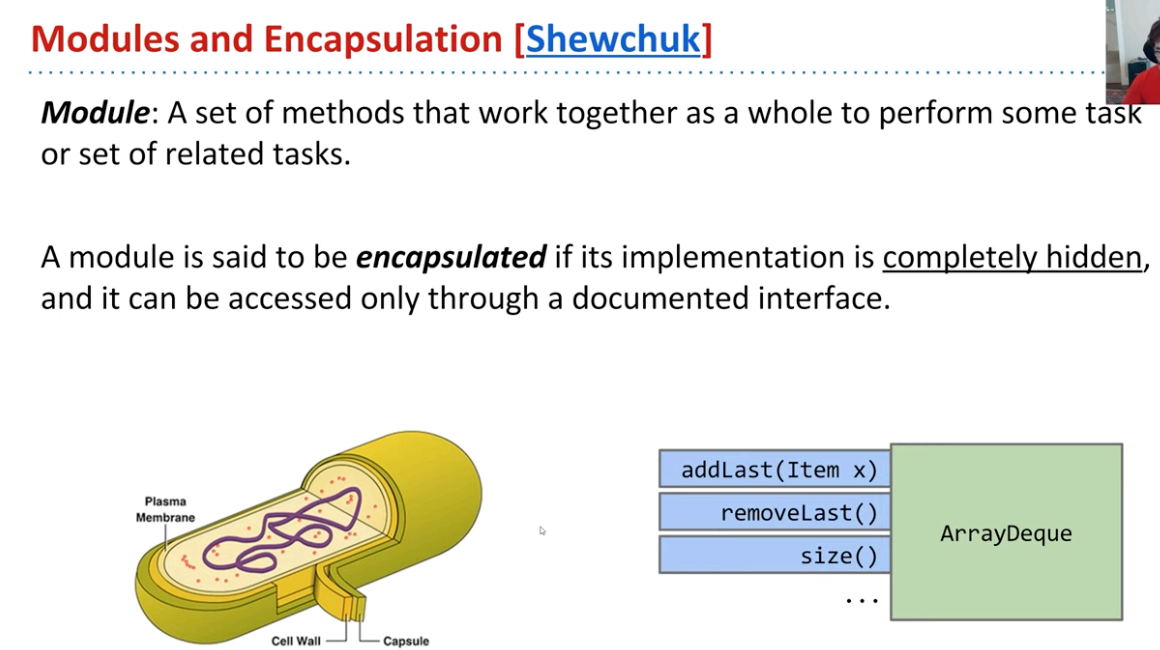 Modules and Encapsulation [Shewchuk]
Module: A set of methods that work together as a whole to perform some task
or set of related tasks.
A module is said to be encapsulated if its implementation is completely hidden,
and it can be accessed only through a documented interface.
Plasma
Membrane
Cell Wall
Capsule
addLast(Item x)
removeLast()
size()
...
ArrayDeque